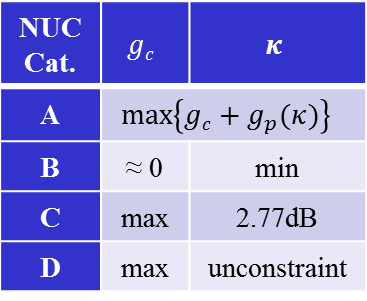 NUC Cat. g_c κ
A max{g_c + g_p(κ)}
B ≈ 0 min
C max 2.77dB
D max unconstraint